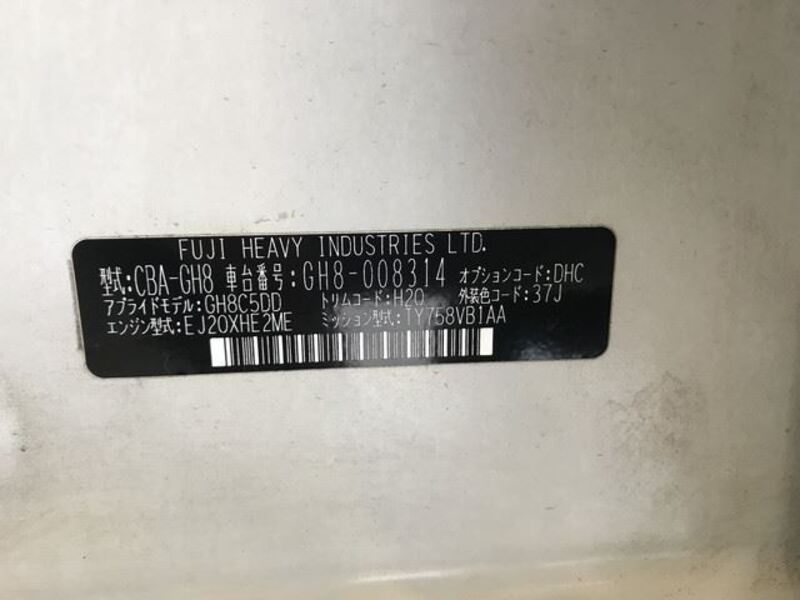 FUJI HEAVY INDUSTRIES LTD.
型式:CBA-GH8 車台番号:GH8-008314 オプションコード:DHC
アプライドモデル:GH8C5DD トリムコード:H2Q 外装色コード:37J
エンジン型式:EJ20XHE2ME ミッション型式:TY758VB1AA